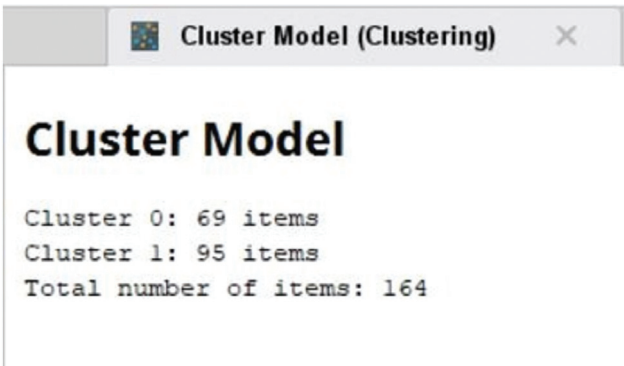 Cluster Model (Clustering)
Cluster Model
Cluster 0: 69 items
Cluster 1: 95 items
Total number of items: 164